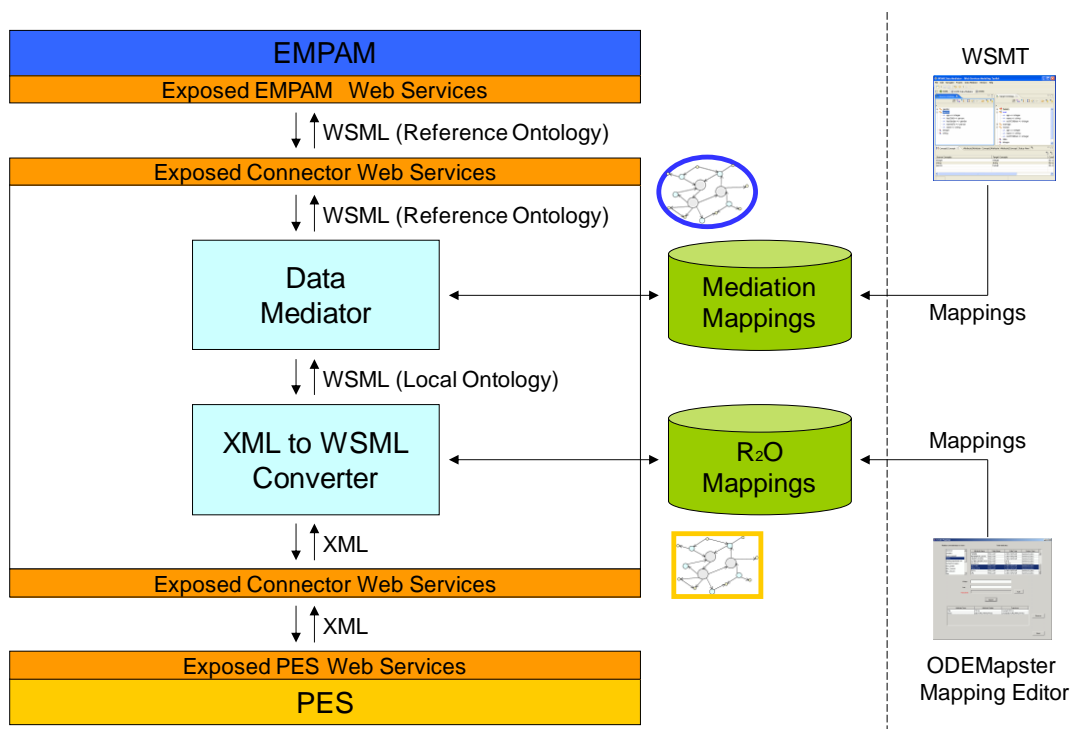 EMPAM
Exposed EMPAM Web Services
WSML (Reference Ontology)
Exposed Connector Web Services
WSML (Reference Ontology)
Data
Mediator
WSML (Local Ontology)
XML to WSML
Converter
XML
Exposed Connector Web Services
XML
Exposed PES Web Services
PES
Mediation
Mappings
R₂O
Mappings
WSMT
Mappings
Mappings
ODEMapster
Mapping Editor